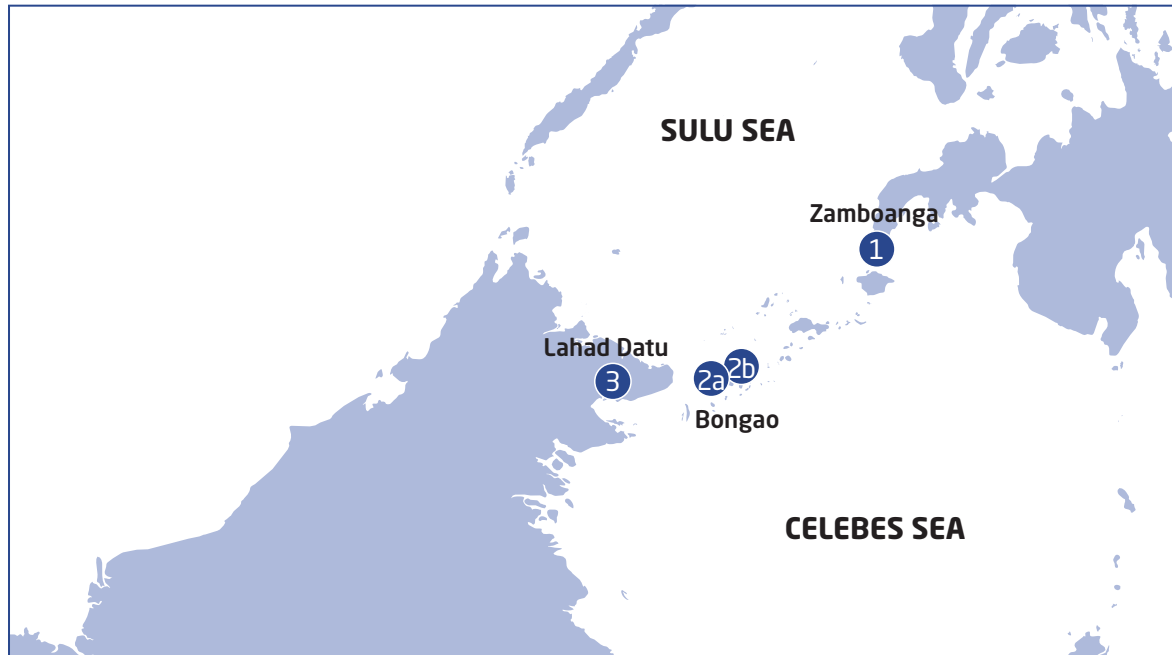 SULU SEA
Zamboanga
1
Lahad Datu
3
2a
2b
Bongao
CELEBES SEA